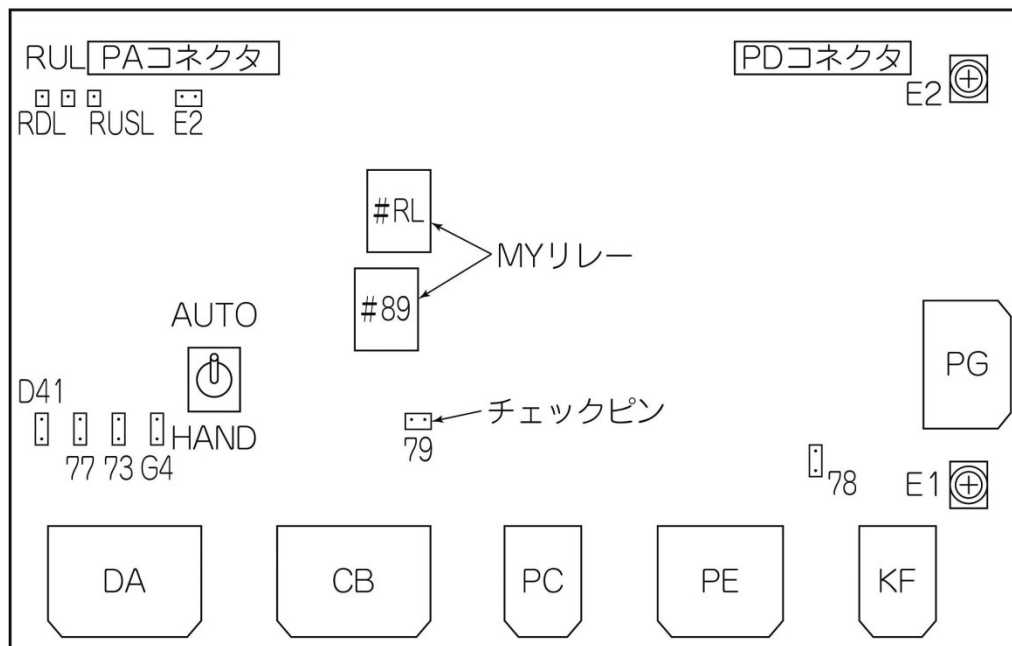 RUL PAコネクタ PDコネクタ
E2
RDL RUSL E2
#RL
MYリレー
#89
AUTO
PG
D41
チェックピン
HAND
77 73 G4 79
78 E1
DA CB PC PE KF